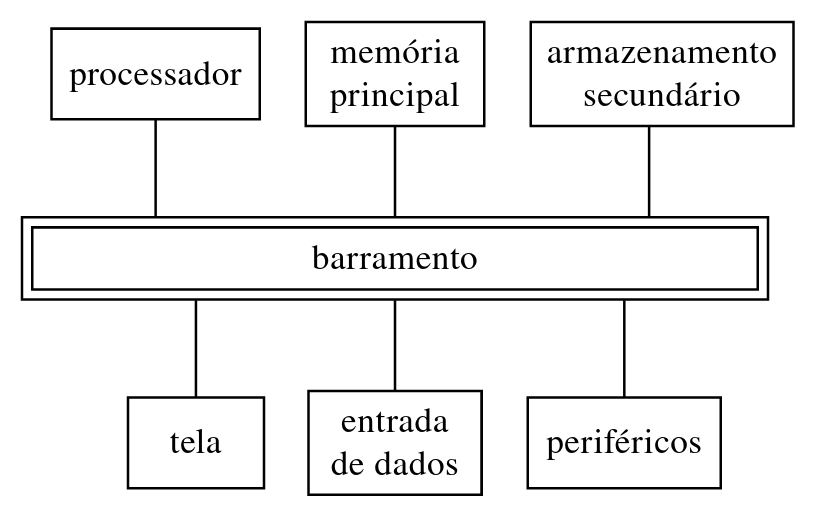 processador
memória
principal
armazenamento
secundário
barramento
tela
entrada
de dados
periféricos